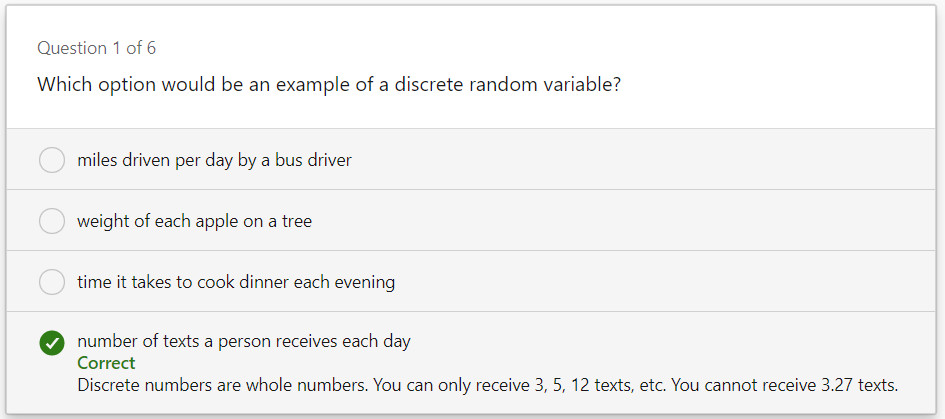 Question 1 of 6
Which option would be an example of a discrete random variable?
miles driven per day by a bus driver
weight of each apple on a tree
time it takes to cook dinner each evening
number of texts a person receives each day
Correct
Discrete numbers are whole numbers. You can only receive 3, 5, 12 texts, etc. You cannot receive 3.27 texts.